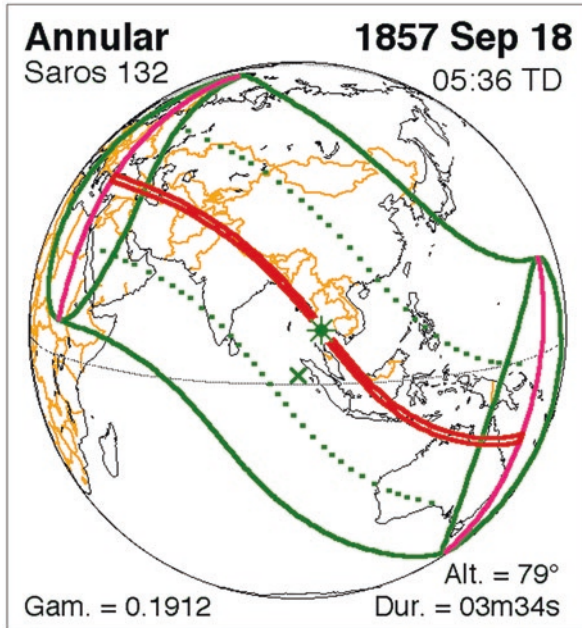 Annular 1857 Sep 18
Saros 132 05:36 TD
Alt. = 79°
Gam. = 0.1912 Dur. = 03m34s